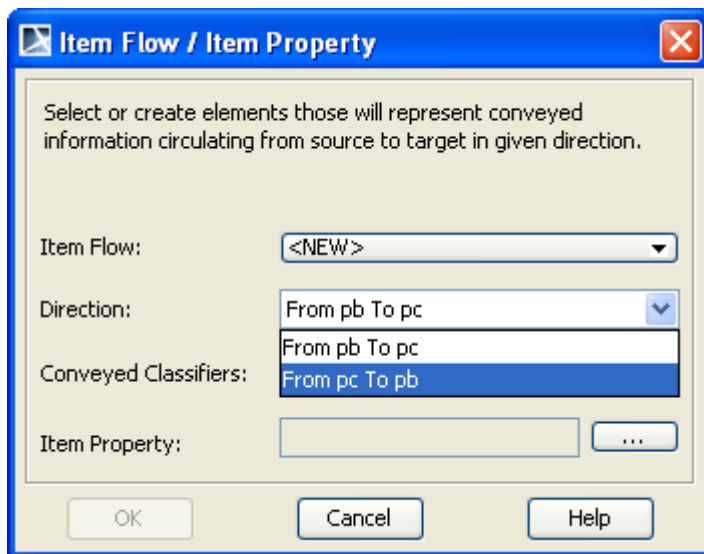 Item Flow / Item Property
Select or create elements those will represent conveyed
information circulating from source to target in given direction.
Item Flow: <NEW>
Direction: From pb To pc
From pb To pc
Conveyed Classifiers: From pc To pb
Item Property: ...
OK Cancel Help